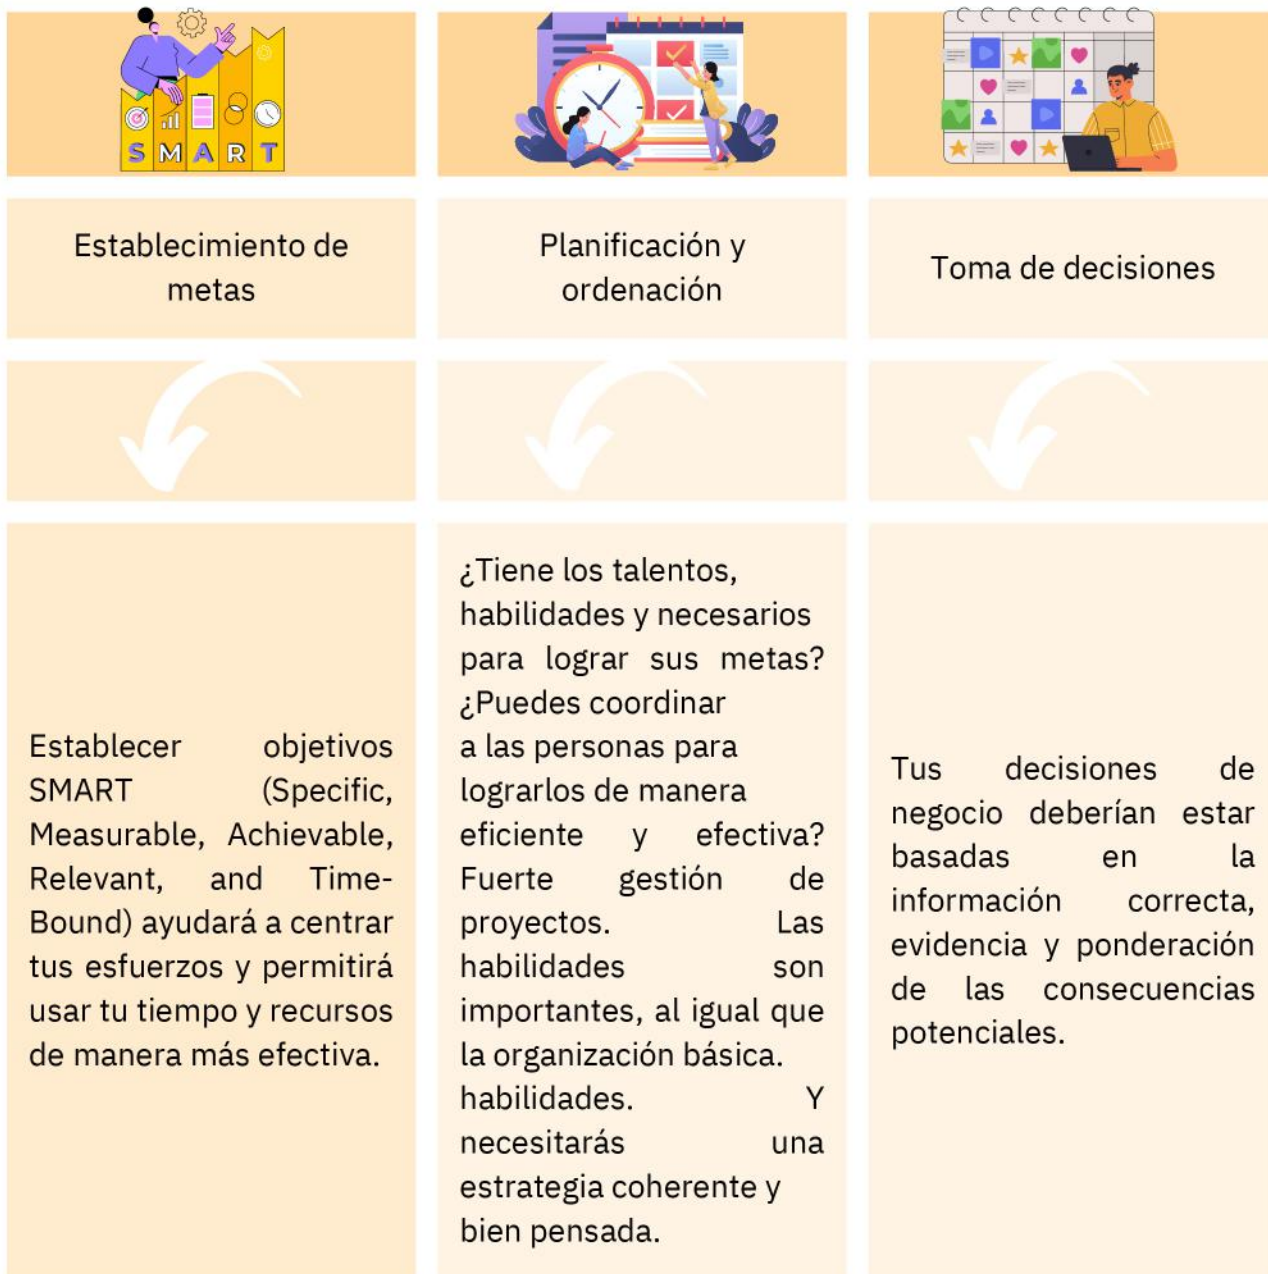 SMART
Establecimiento de
metas
Planificación y
ordenación
Toma de decisiones
Establecer objetivos
SMART (Specific,
Measurable, Achievable,
Relevant, and Time-
Bound) ayudará a centrar
tus esfuerzos y permitirá
usar tu tiempo y recursos
de manera más efectiva.
¿Tiene los talentos,
habilidades y necesarios
para lograr sus metas?
¿Puedes coordinar
a las personas para
lograrlos de manera
eficiente y efectiva?
Fuerte gestión de
proyectos. Las
habilidades son
importantes, al igual que
la organización básica.
habilidades. Y
necesitarás una
estrategia coherente y
bien pensada.
Tus decisiones de
negocio deberían estar
basadas en la
información correcta,
evidencia y ponderación
de las consecuencias
potenciales.